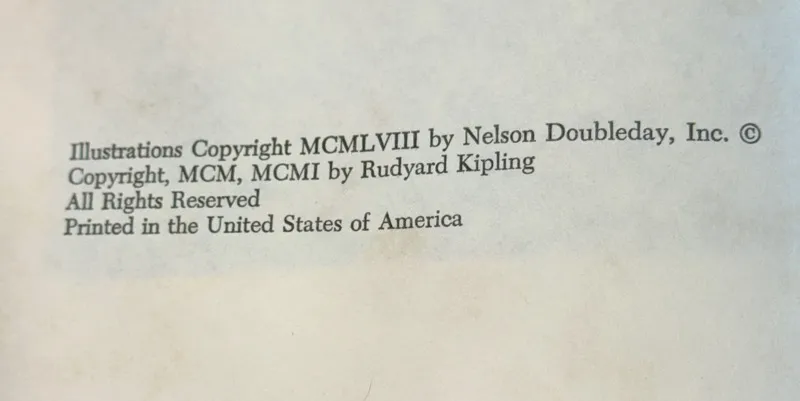 Illustrations Copyright MCMLVIII by Nelson Doubleday, Inc. ©
Copyright, MCM, MCMI by Rudyard Kipling
All Rights Reserved
Printed in the United States of America